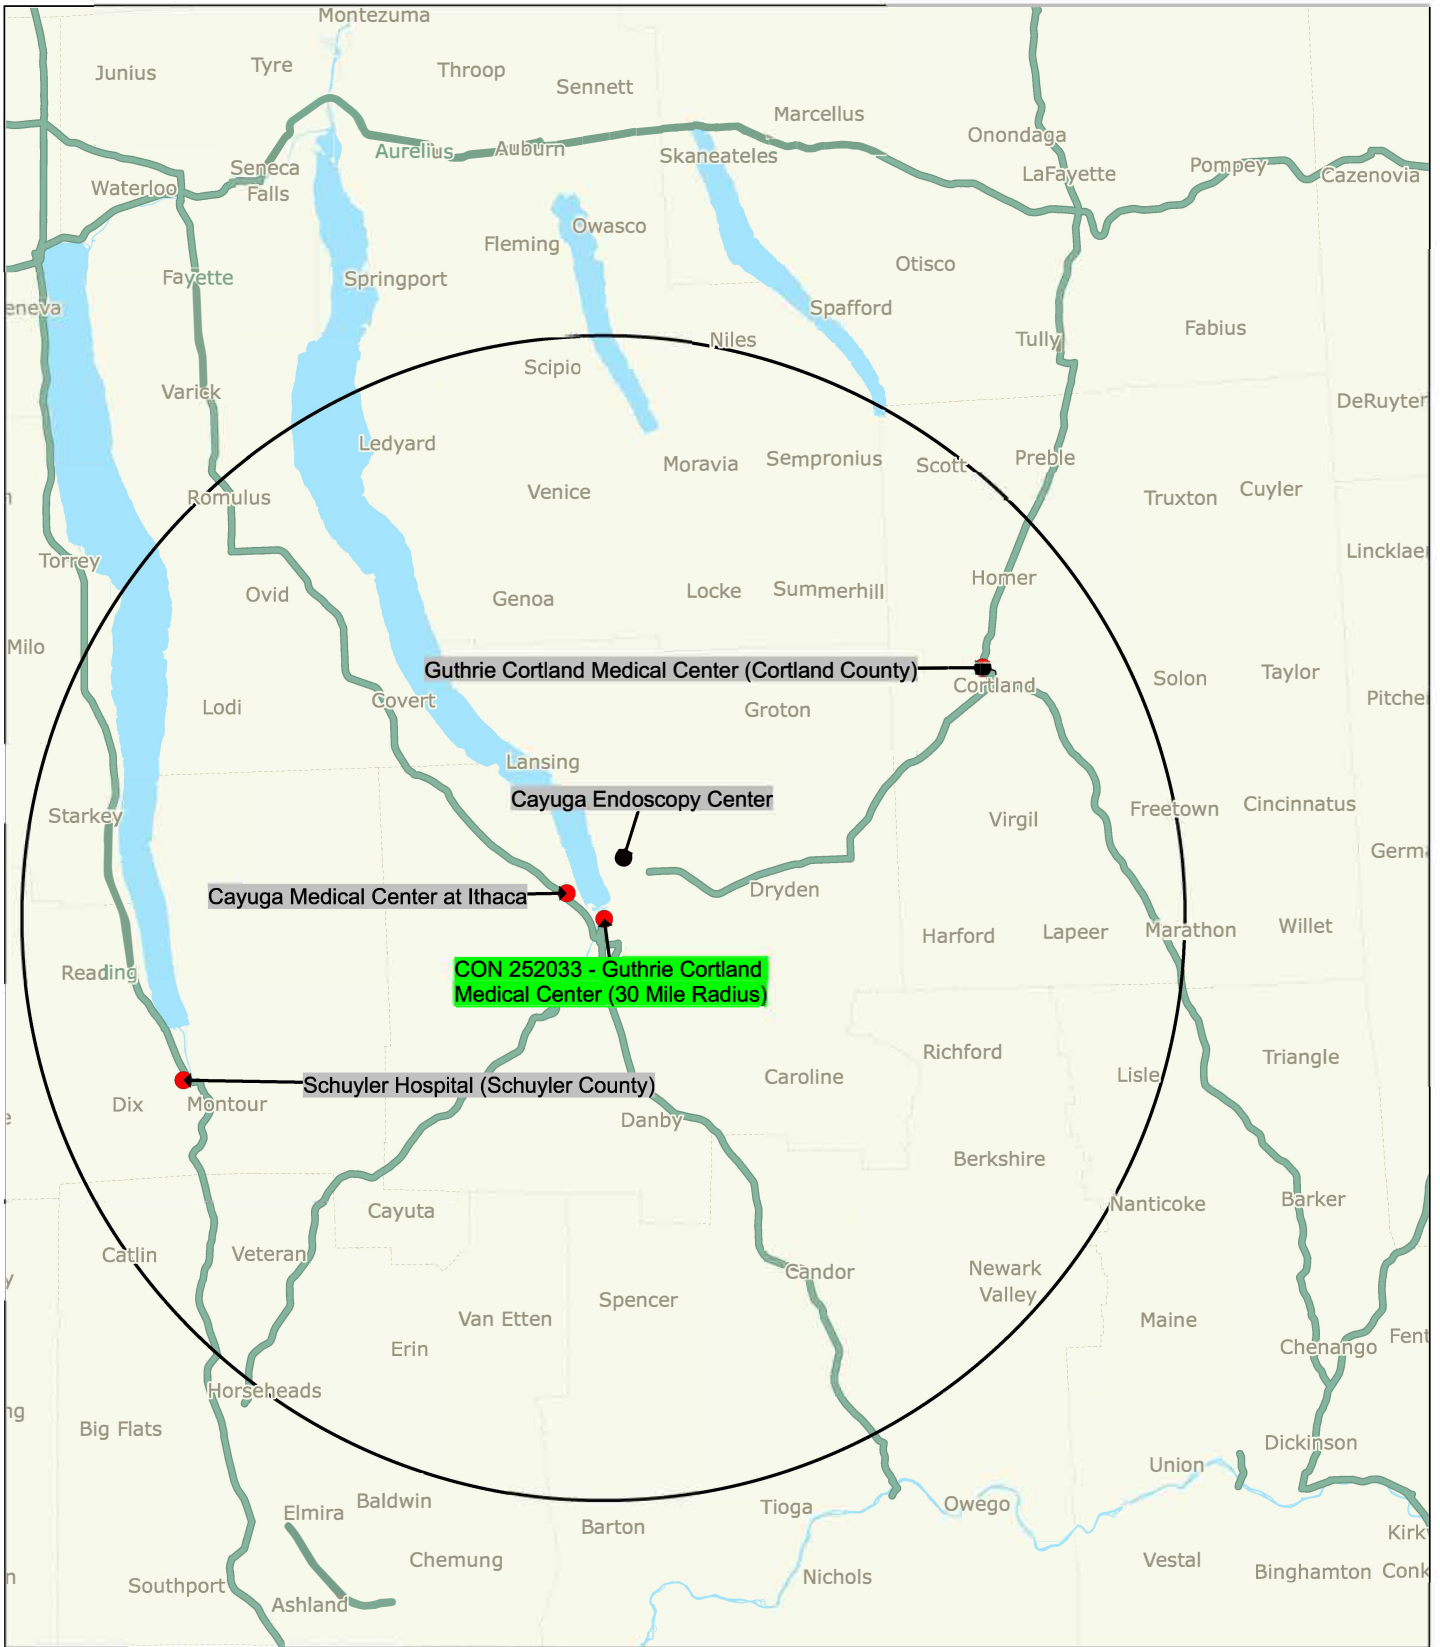 Montezuma
Junius
Tyre
Throop
Sennett
Marcellus
Onondaga
Aurelius
Auburn
Skaneateles
LaFayette
Pompey
Cazenovia
Seneca
Falls
Waterloo
Owasco
Fleming
Otisco
Fayette
Springport
eneva
Spafford
Fabius
Niles
Tully
Scipio
Varick
DeRuyter
Ledyard
Moravia
Sempronius
Scott
Preble
Romulus
Venice
Truxton
Cuyler
Torrey
Lincklaer
Homer
Ovid
Genoa
Locke
Summerhill
Milo
Guthrie Cortland Medical Center (Cortland County)
Cortland
Solon
Taylor
Pitcher
Covert
Lodi
Groton
Lansing
Cayuga Endoscopy Center
Starkey
Virgil
Freetown
Cincinnatus
Germa
Cayuga Medical Center at Ithaca
Dryden
Harford
Lapeer
Marathon
Willet
CON 252033 - Guthrie Cortland
Medical Center (30 Mile Radius)
Reading
Richford
Triangle
Caroline
Lisle
Schuyler Hospital (Schuyler County)
Dix
Montour
Danby
Berkshire
Nanticoke
Barker
Cayuta
Catlin
Veteran
Candor
Newark
Valley
Spencer
Van Etten
Maine
Erin
Chenango
Fent
Horseheads
ng
Big Flats
Dickinson
Union
Elmira
Baldwin
Tioga
Owego
Barton
Kirkw
Chemung
Vestal
Binghamton
Conk
Nichols
Southport
Ashland